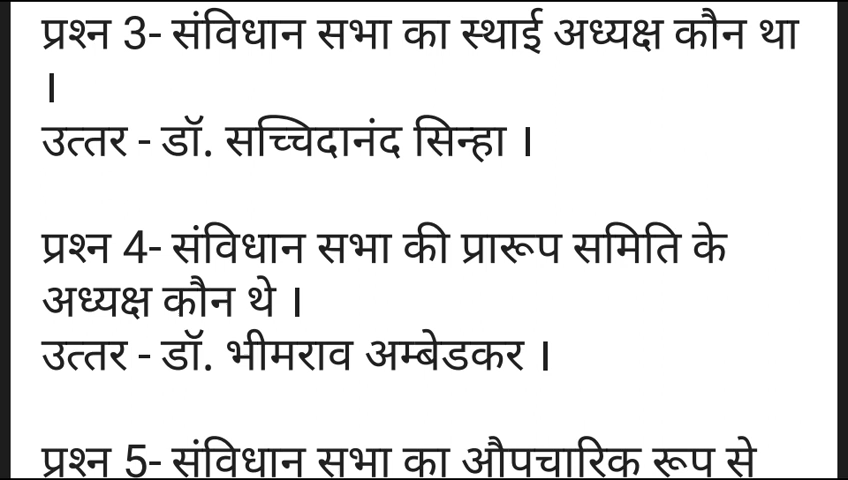 प्रश्न 3- संविधान सभा का स्थाई अध्यक्ष कौन था
।
उत्तर - डॉ. सच्चिदानंद सिन्हा ।
प्रश्न 4- संविधान सभा की प्रारूप समिति के
अध्यक्ष कौन थे ।
उत्तर - डॉ. भीमराव अम्बेडकर ।
प्रश्न 5- संविधान सभा का औपचारिक रूप से